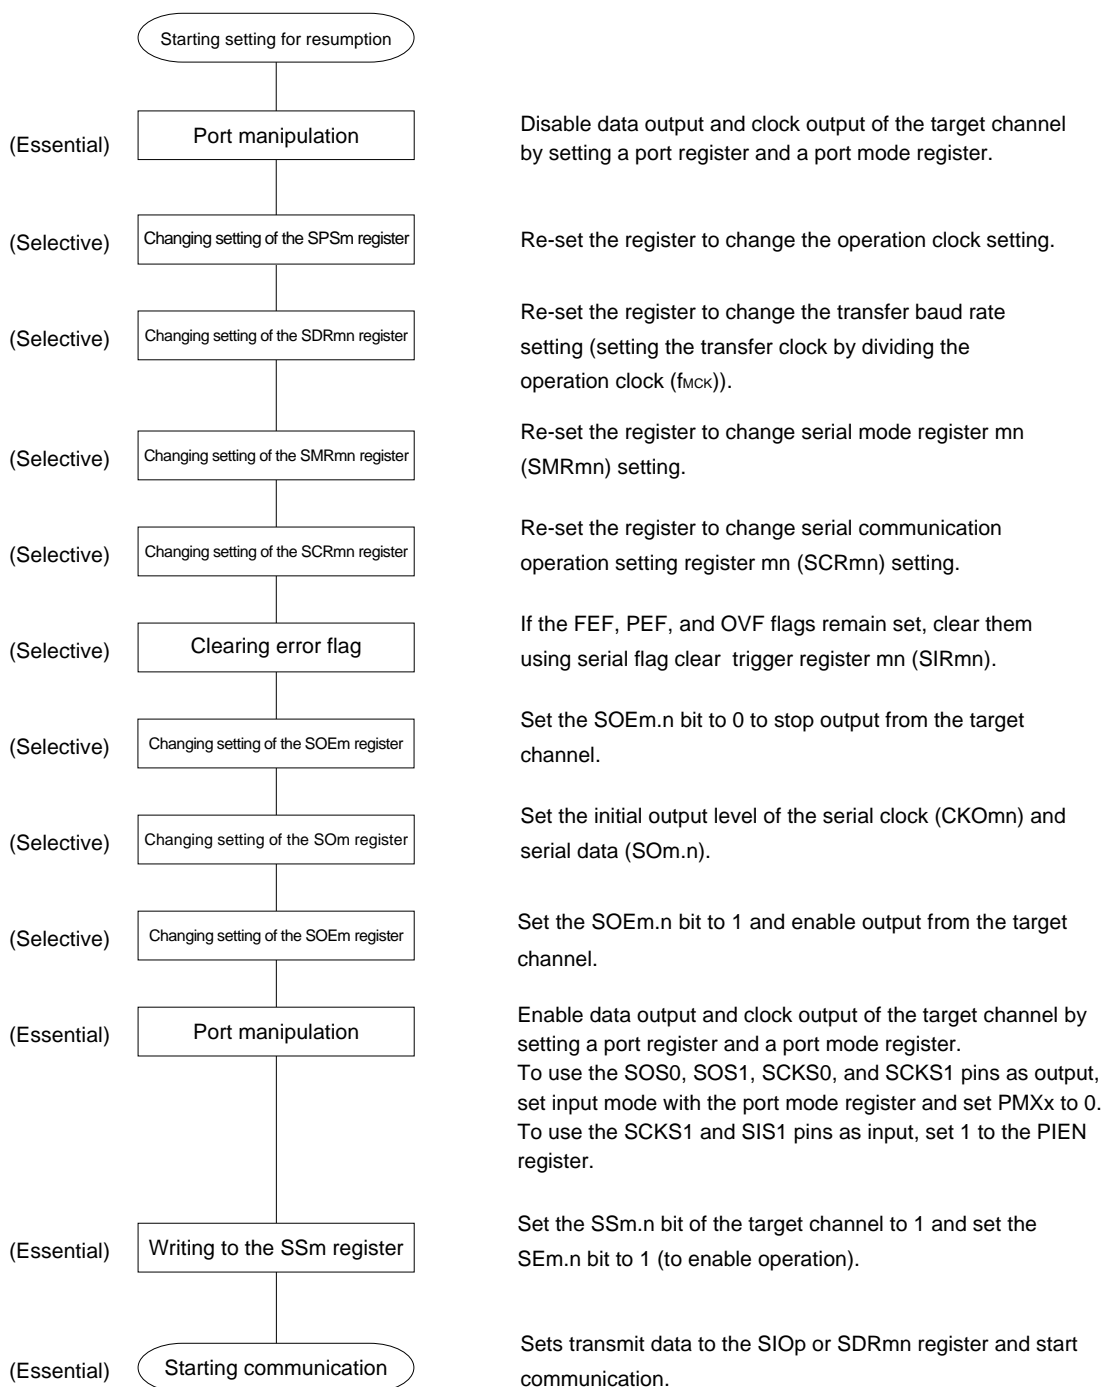 Starting setting for resumption
(Essential)
Port manipulation
Disable data output and clock output of the target channel
by setting a port register and a port mode register.
(Selective)
Changing setting of the SPSm register
Re-set the register to change the operation clock setting.
(Selective)
Changing setting of the SDRmn register
Re-set the register to change the transfer baud rate
setting (setting the transfer clock by dividing the
operation clock (fMCK)).
(Selective)
Changing setting of the SMRmn register
Re-set the register to change serial mode register mn
(SMRmn) setting.
(Selective)
Changing setting of the SCRmn register
Re-set the register to change serial communication
operation setting register mn (SCRmn) setting.
(Selective)
Clearing error flag
If the FEF, PEF, and OVF flags remain set, clear them
using serial flag clear trigger register mn (SIRmn).
(Selective)
Changing setting of the SOEm register
Set the SOEm.n bit to 0 to stop output from the target
channel.
(Selective)
Changing setting of the SOm register
Set the initial output level of the serial clock (CKOmn) and
serial data (SOm.n).
(Selective)
Changing setting of the SOEm register
Set the SOEm.n bit to 1 and enable output from the target
channel.
(Essential)
Port manipulation
Enable data output and clock output of the target channel by
setting a port register and a port mode register.
To use the SOS0, SOS1, SCKS0, and SCKS1 pins as output,
set input mode with the port mode register and set PMXx to 0.
To use the SCKS1 and SIS1 pins as input, set 1 to the PIEN
register.
(Essential)
Writing to the SSm register
Set the SSm.n bit of the target channel to 1 and set the
SEm.n bit to 1 (to enable operation).
(Essential)
Starting communication
Sets transmit data to the SIOp or SDRmn register and start
communication.